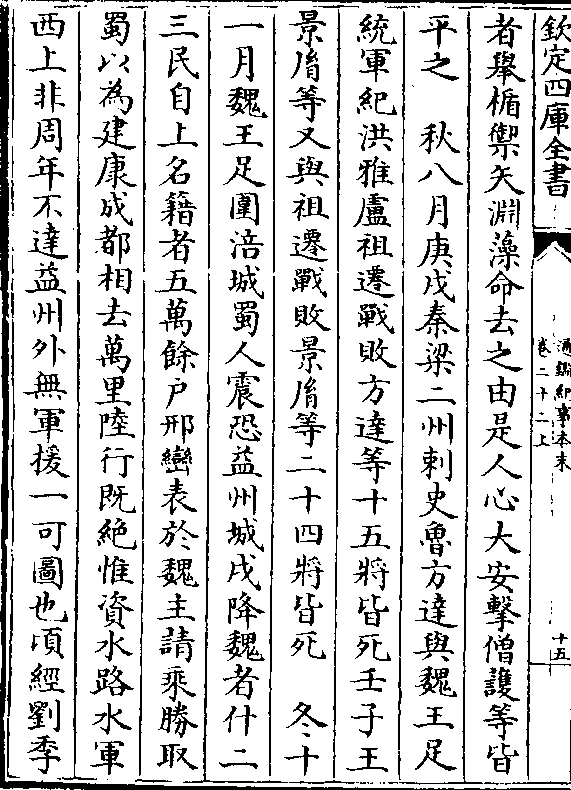 欽定四庫全書
通鑑紀事本末
卷二十二上
十五
者舉楯禦矢淵藻命去之由是人心大安擊僧護等皆
平之　秋八月庚戌秦梁二州刺史魯方達與魏王足
統軍紀洪雅盧祖遷戰敗方達等十五將皆死壬子王
景胤等又與祖遷戰敗景胤等二十四將皆死　冬十
一月魏王足圍涪城蜀人震恐益州城戍降魏者什二
三民自上名籍者五萬餘戶邢巒表於魏主請乘勝取
蜀以為建康成都相去萬里陸行既絶惟資水路水軍
西上非周年不達益州外無軍援一可圖也頃經劉季